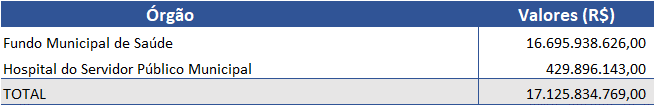 Órgão Valores (R$)
Fundo Municipal de Saúde 16.695.938.626,00
Hospital do Servidor Público Municipal 429.896.143,00
TOTAL 17.125.834.769,00